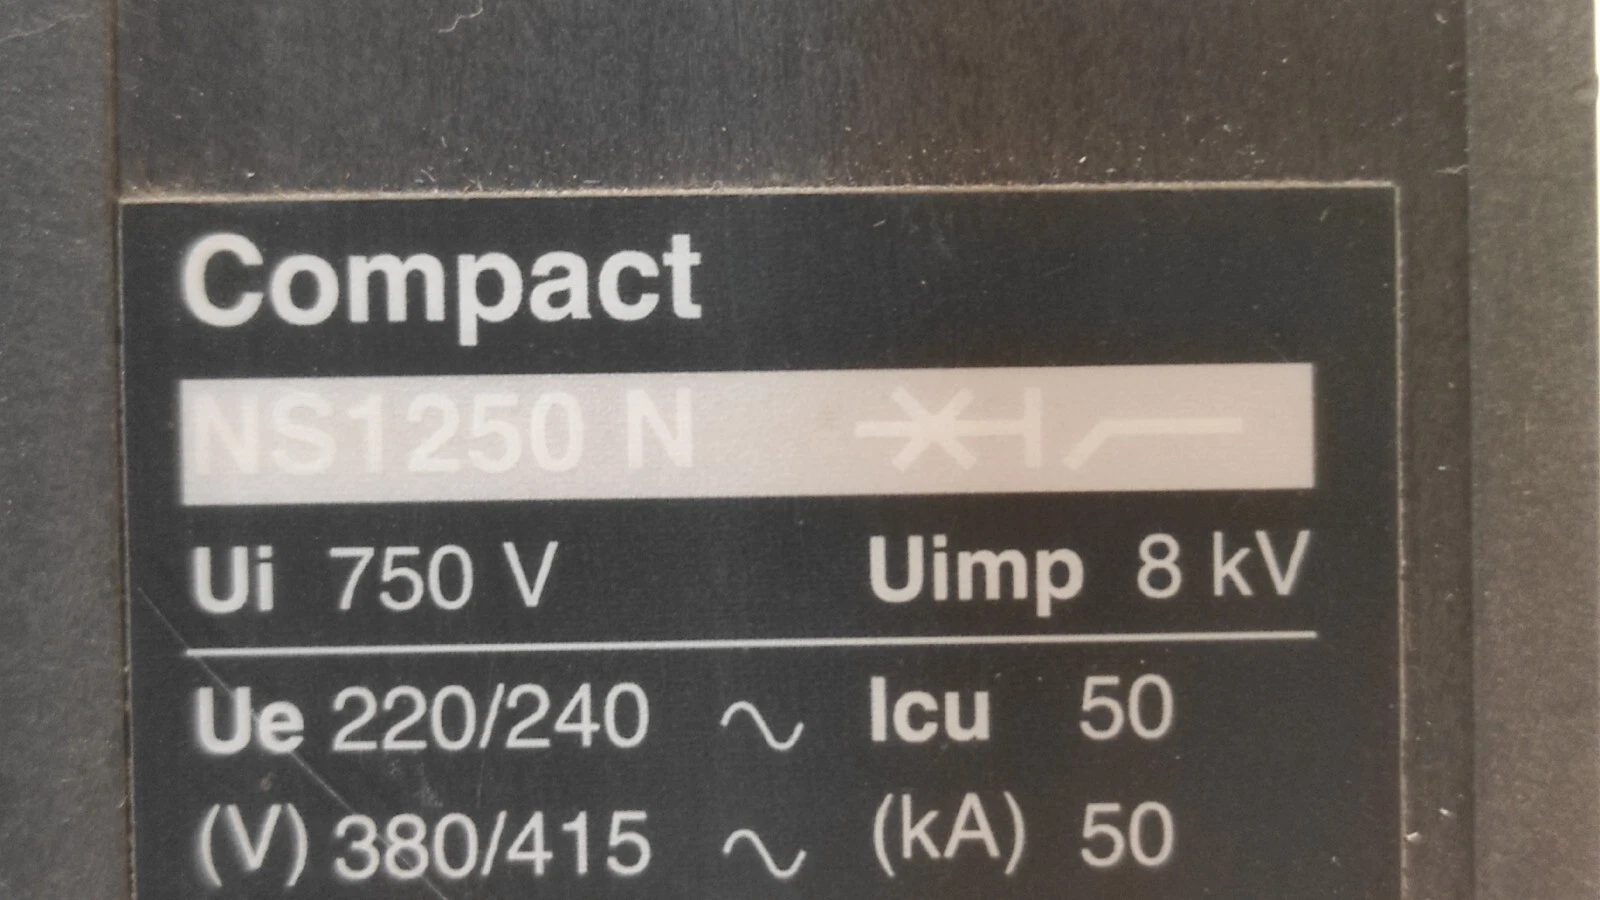 Compact
NS1250 N
Ui 750 V Uimp 8 kV
Ue 220/240 ∿ Icu 50
(V) 380/415 ∿ (kA) 50